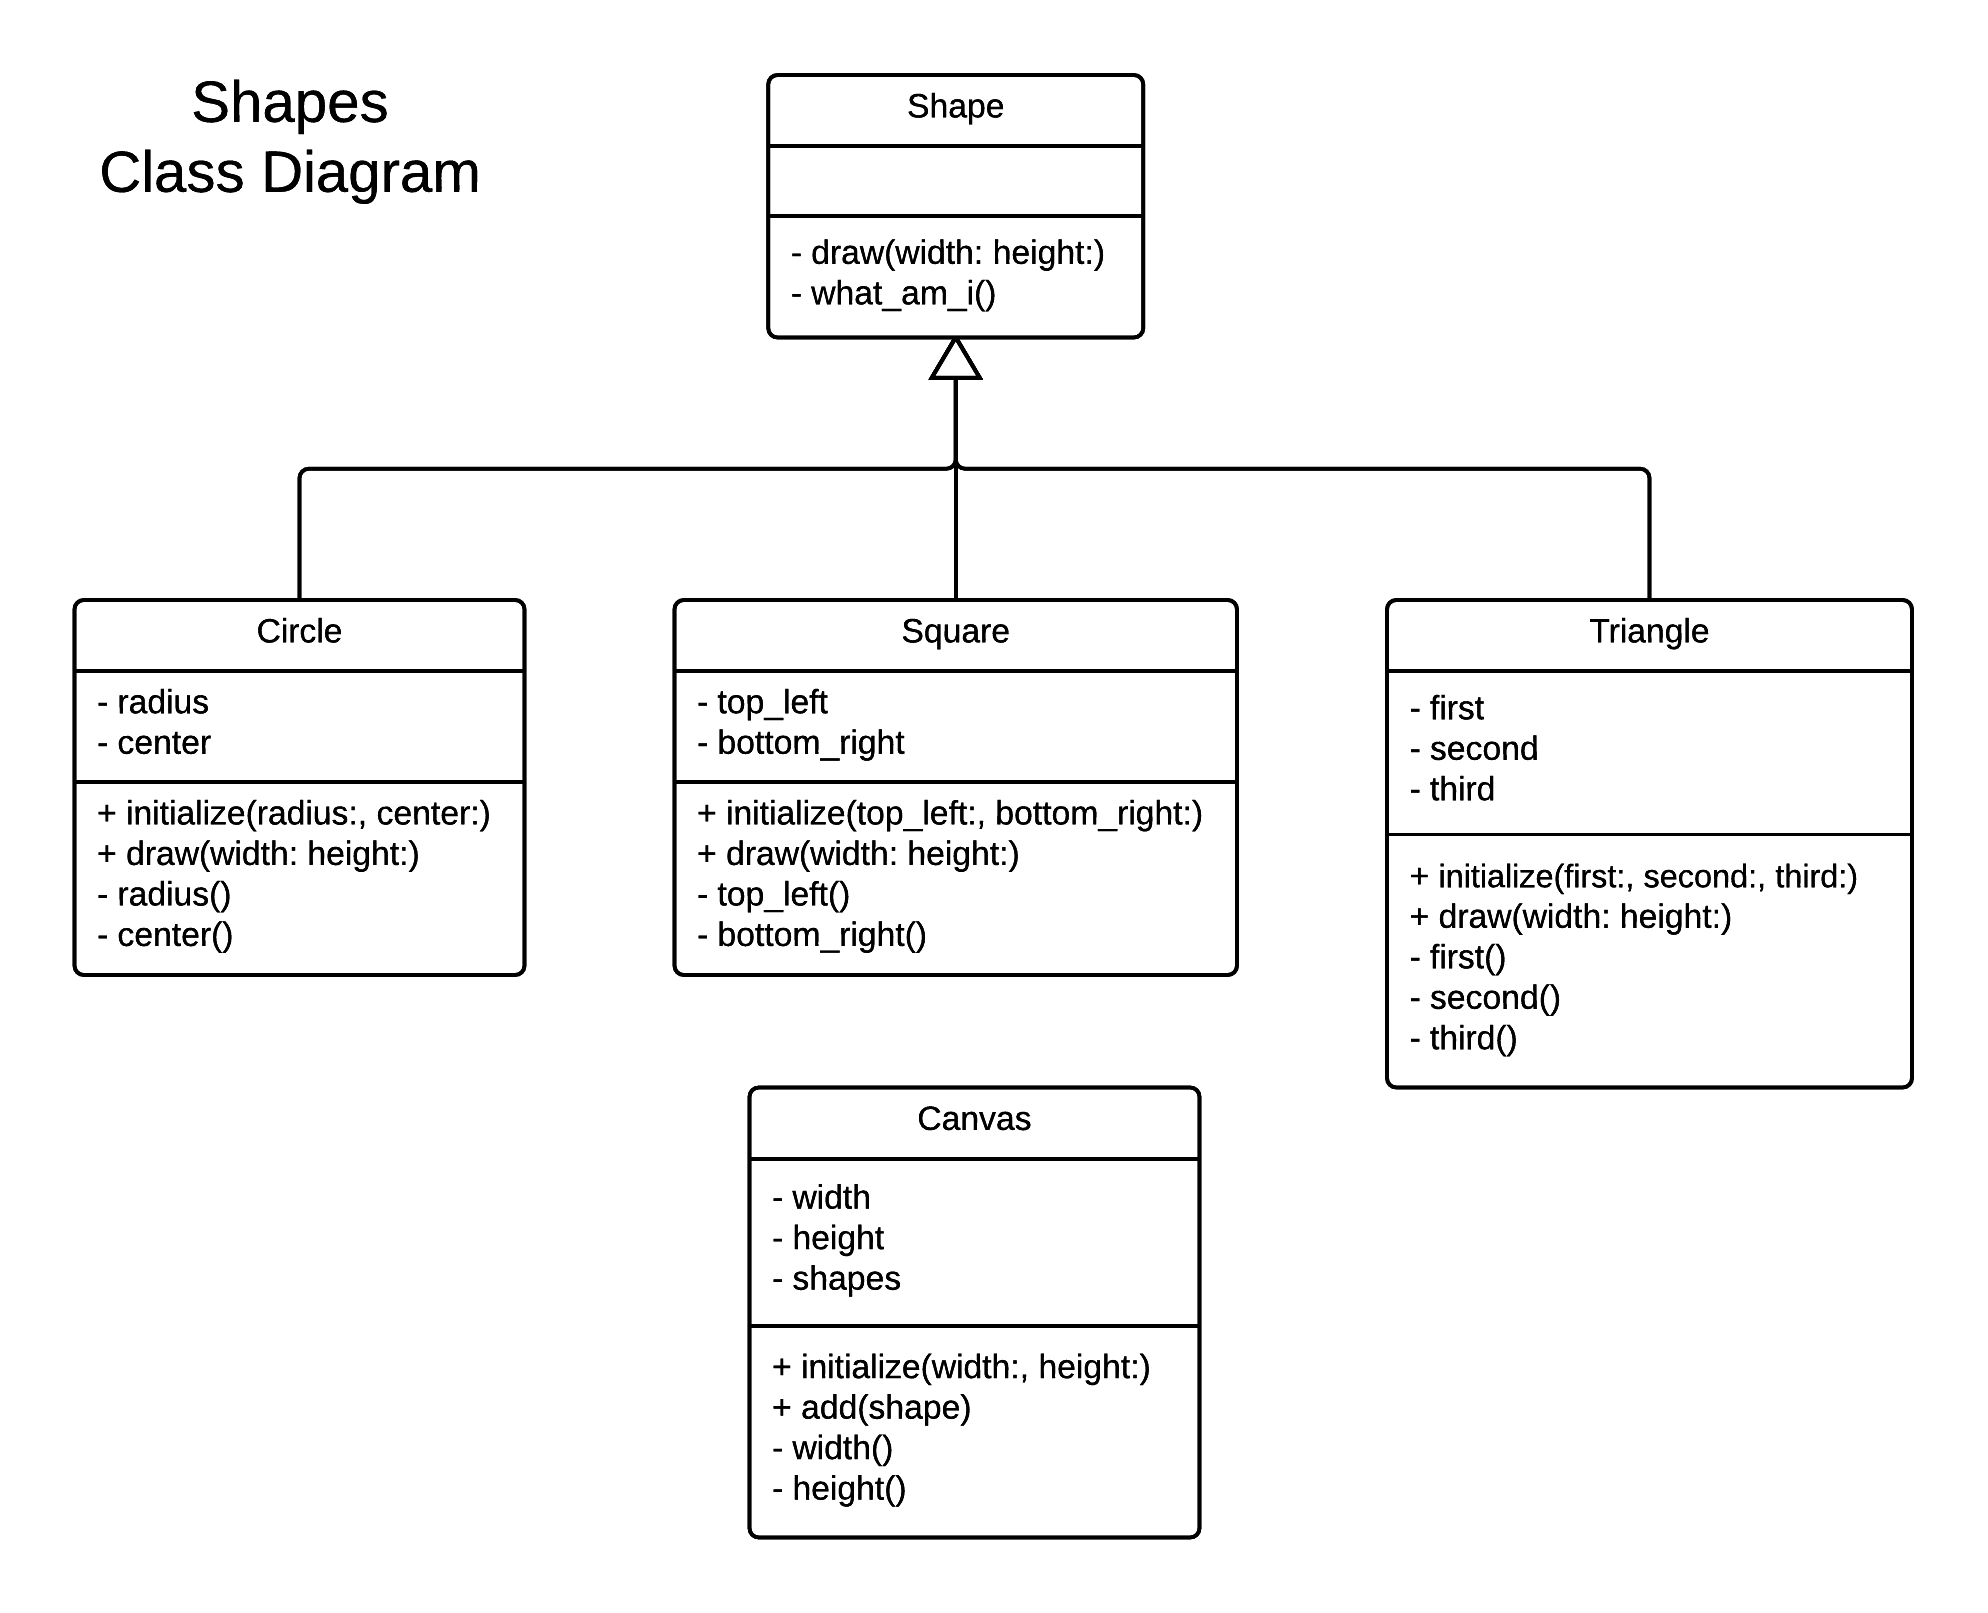 Shapes
Class Diagram
Shape
- draw(width: height:)
- what_am_i()
Circle
- radius
- center
+ initialize(radius:, center:)
+ draw(width: height:)
- radius()
- center()
Square
- top_left
- bottom_right
+ initialize(top_left:, bottom_right:)
+ draw(width: height:)
- top_left()
- bottom_right()
Triangle
- first
- second
- third
+ initialize(first:, second:, third:)
+ draw(width: height:)
- first()
- second()
- third()
Canvas
- width
- height
- shapes
+ initialize(width:, height:)
+ add(shape)
- width()
- height()